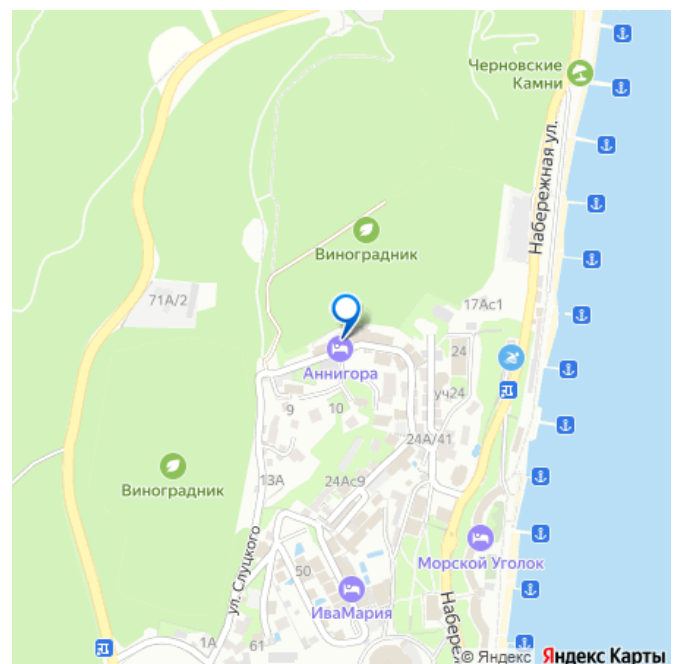 Черновские
Камни
Набережная ул.
Виноградник
71А/2
17Ас1
Аннигора
24
уч24
9
10
24А/41
Виноградник
13А
24Ас9
ул. Слуцкого
Морской Уголок
50
ИваМария
Наберег
1А
61
© Яндекс Яндекс Карты